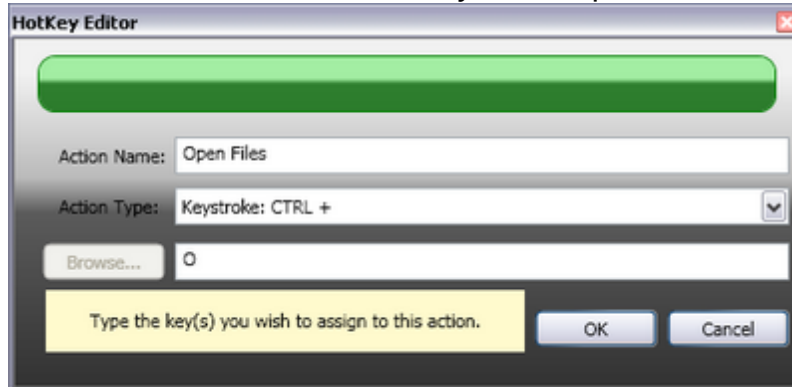 HotKey Editor
Action Name: Open Files
Action Type: Keystroke: CTRL +
Browse... O
Type the key(s) you wish to assign to this action.
OK Cancel